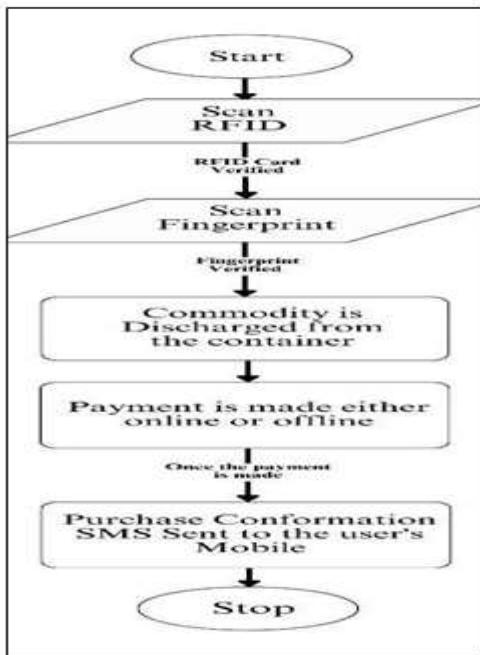 Start
Scan
RFID
RFID Card
Verified
Scan
Fingerprint
Fingerprint
Verified
Commodity is
Discharged from
the container
Payment is made either
online or offline
Once the payment
is made
Purchase Conformation
SMS Sent to the user's
Mobile
Stop